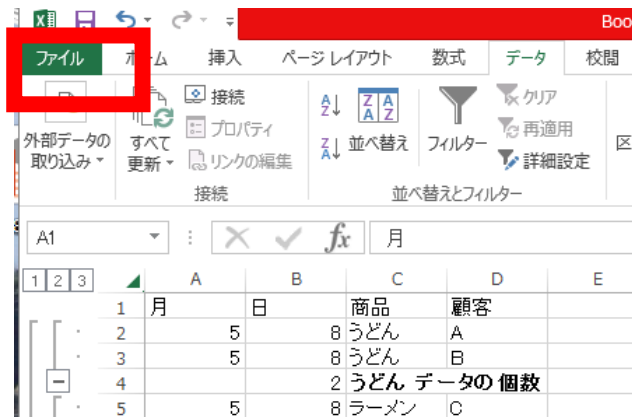 Boo
ファイル ホーム 挿入 ページ レイアウト 数式 データ 校閲
接続 クリア
プロパティ 再適用
外部データの すべて 並べ替え フィルター
取り込み 更新 リンクの編集 詳細設定
接続 並べ替えとフィルター
A1 fx 月
1 2 3 A B C D E
1 月 日 商品 顧客
2 5 8 うどん A
3 5 8 うどん B
4 2 うどん データの 個数
5 5 8 ラーメン C